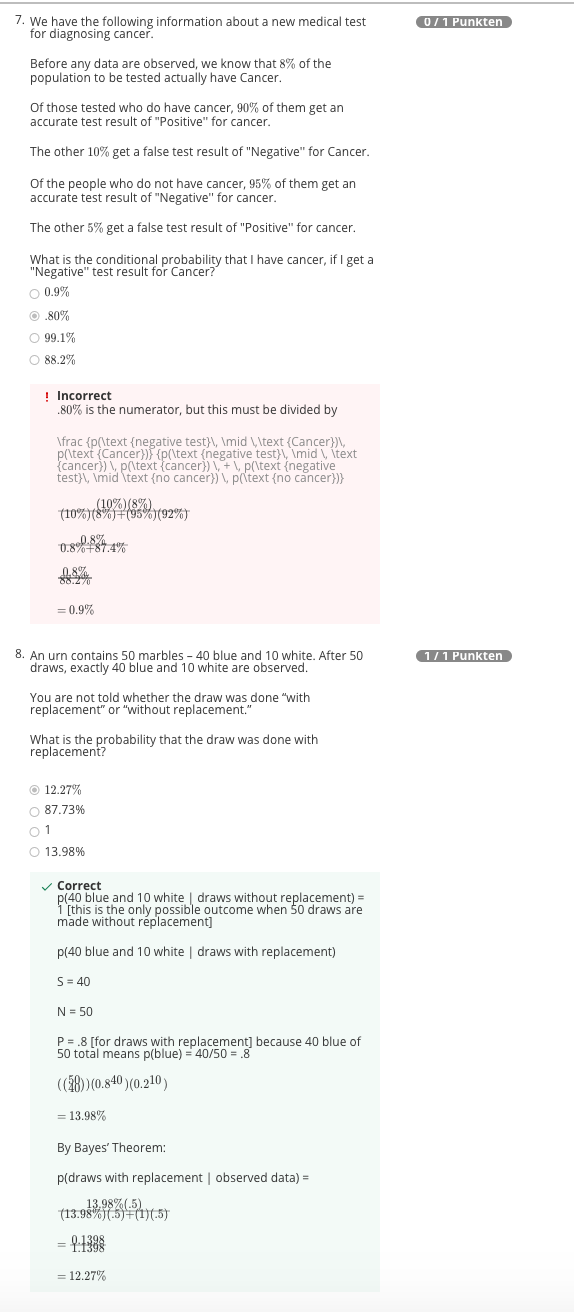 7. We have the following information about a new medical test
for diagnosing cancer.
0 / 1 Punkten
Before any data are observed, we know that 8% of the
population to be tested actually have Cancer.
Of those tested who do have cancer, 90% of them get an
accurate test result of "Positive" for cancer.
The other 10% get a false test result of "Negative" for Cancer.
Of the people who do not have cancer, 95% of them get an
accurate test result of "Negative" for cancer.
The other 5% get a false test result of "Positive" for cancer.
What is the conditional probability that I have cancer, if I get a
"Negative" test result for Cancer?
0.9%
.80%
99.1%
88.2%
! Incorrect
.80% is the numerator, but this must be divided by
\frac {p(\text {negative test}\, \mid \,\text {Cancer})\,
p(\text {Cancer})} {p(\text {negative test}\, \mid \, \text
{cancer}) \, p(\text {cancer}) \, + \, p(\text {negative
test}\, \mid \text {no cancer}) \, p(\text {no cancer})}
(10%)(8%)
(10%)(8%)+(95%)(92%)
0.8%
0.8%+87.4%
0.8%
88.2%
= 0.9%
8. An urn contains 50 marbles – 40 blue and 10 white. After 50
draws, exactly 40 blue and 10 white are observed.
1 / 1 Punkten
You are not told whether the draw was done “with
replacement” or “without replacement.”
What is the probability that the draw was done with
replacement?
12.27%
87.73%
1
13.98%
✓ Correct
p(40 blue and 10 white | draws without replacement) =
1 [this is the only possible outcome when 50 draws are
made without replacement]
p(40 blue and 10 white | draws with replacement)
S = 40
N = 50
P = .8 [for draws with replacement] because 40 blue of
50 total means p(blue) = 40/50 = .8
((50 40))(0.8^40)(0.2^10)
= 13.98%
By Bayes’ Theorem:
p(draws with replacement | observed data) =
13.98%(.5)
(13.98%)(.5)+(1)(.5)
= 0.1398
1.1398
= 12.27%